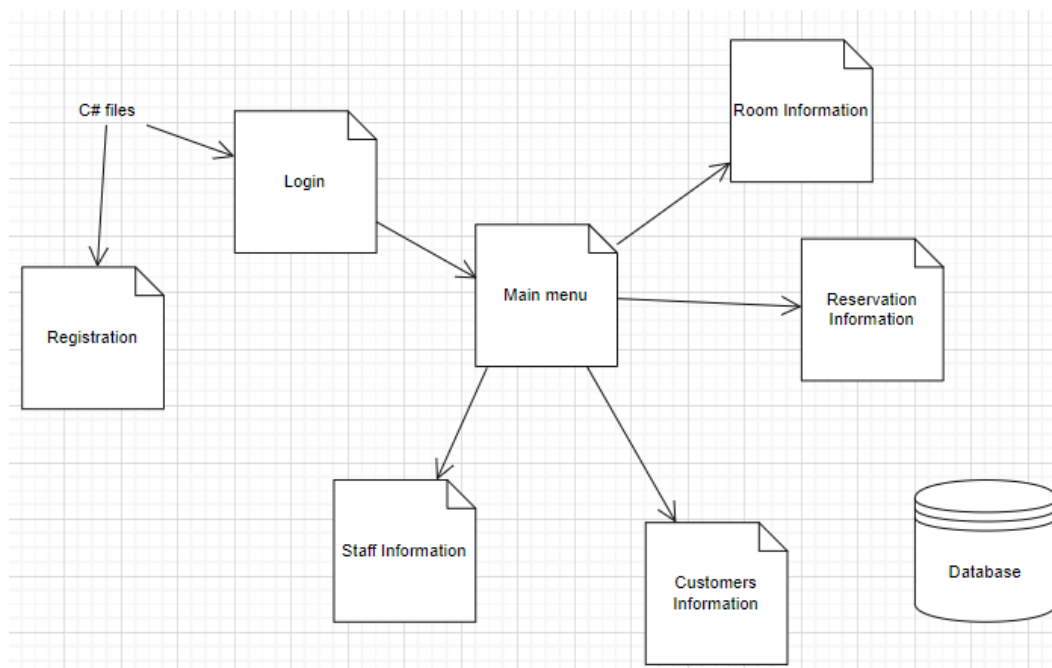 C# files
Login
Room Information
Registration
Main menu
Reservation
Information
Staff Information
Customers
Information
Database